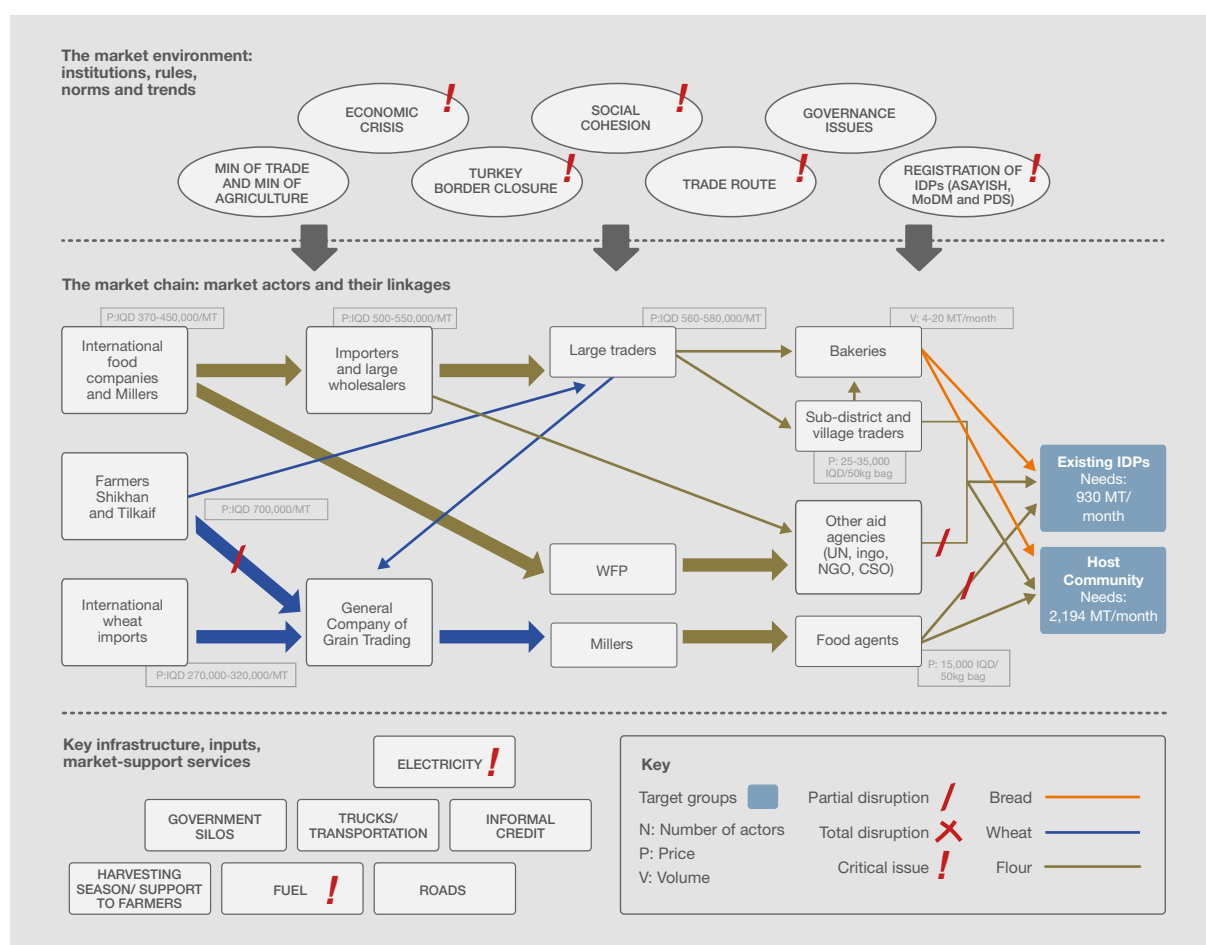 The market environment:
institutions, rules,
norms and trends
ECONOMIC
CRISIS
!
SOCIAL
COHESION
!
GOVERNANCE
ISSUES
MIN OF TRADE
AND MIN OF
AGRICULTURE
TURKEY
BORDER CLOSURE
!
TRADE ROUTE
!
REGISTRATION OF
IDPs (ASAYISH,
MoDM and PDS)
!
The market chain: market actors and their linkages
P:IQD 370-450,000/MT
International
food
companies
and Millers
P:IQD 500-550,000/MT
Importers
and large
wholesalers
P:IQD 560-580,000/MT
Large traders
V: 4-20 MT/month
Bakeries
Sub-district and
village traders
P: 25-35,000
IQD/50kg bag
Farmers
Shikhan
and Tilkaif
P:IQD 700,000/MT
Existing IDPs
Needs:
930 MT/
month
Other aid
agencies
(UN, ingo,
NGO, CSO)
WFP
Host
Community
Needs:
2,194 MT/month
International
wheat
imports
P:IQD 270,000-320,000/MT
General
Company of
Grain Trading
Millers
Food agents
P: 15,000 IQD/
50kg bag
Key infrastructure, inputs,
market-support services
ELECTRICITY
!
GOVERNMENT
SILOS
TRUCKS/
TRANSPORTATION
INFORMAL
CREDIT
HARVESTING
SEASON/ SUPPORT
TO FARMERS
FUEL
!
ROADS
Key
Target groups
N: Number of actors
P: Price
V: Volume
Partial disruption
Total disruption
Critical issue !
Bread
Wheat
Flour